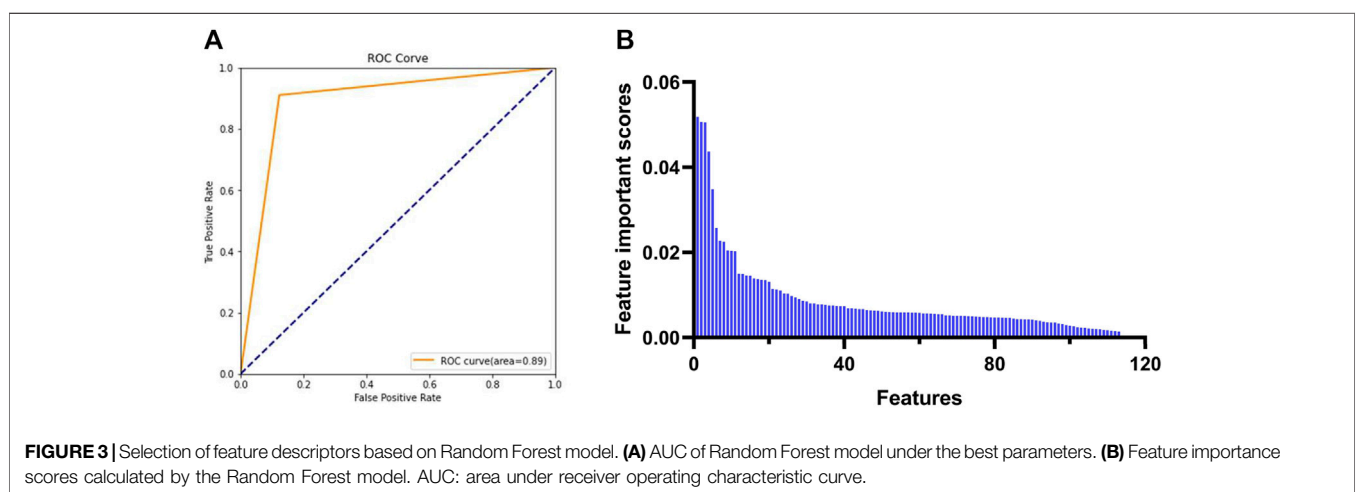 A
ROC Corve
1.0
0.8
0.6
0.4
0.2
0.0
True Positive Rate
0.0 0.2 0.4 0.6 0.8 1.0
False Positive Rate
ROC curve(area=0.89)
B
0.06
0.04
0.02
0.00
Feature important scores
0 40 80 120
Features
FIGURE 3 | Selection of feature descriptors based on Random Forest model. (A) AUC of Random Forest model under the best parameters. (B) Feature importance
scores calculated by the Random Forest model. AUC: area under receiver operating characteristic curve.